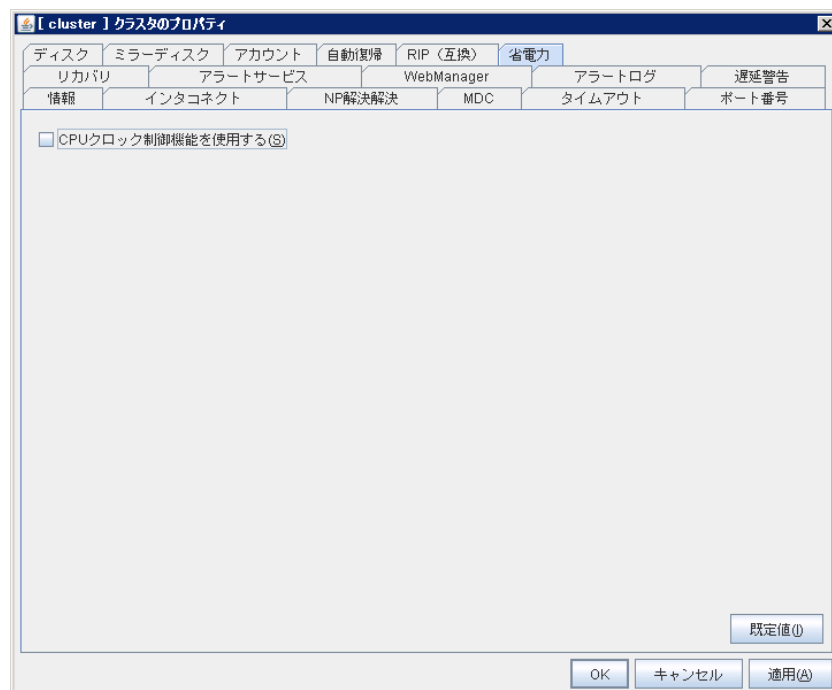 [ cluster ] クラスタのプロパティ
ディスク ミラーディスク アカウント 自動復帰 RIP（互換） 省電力
リカバリ アラートサービス WebManager アラートログ 遅延警告
情報 インタコネクト NP解決解決 MDC タイムアウト ポート番号
CPUクロック制御機能を使用する(S)
既定値(I)
OK キャンセル 適用(A)